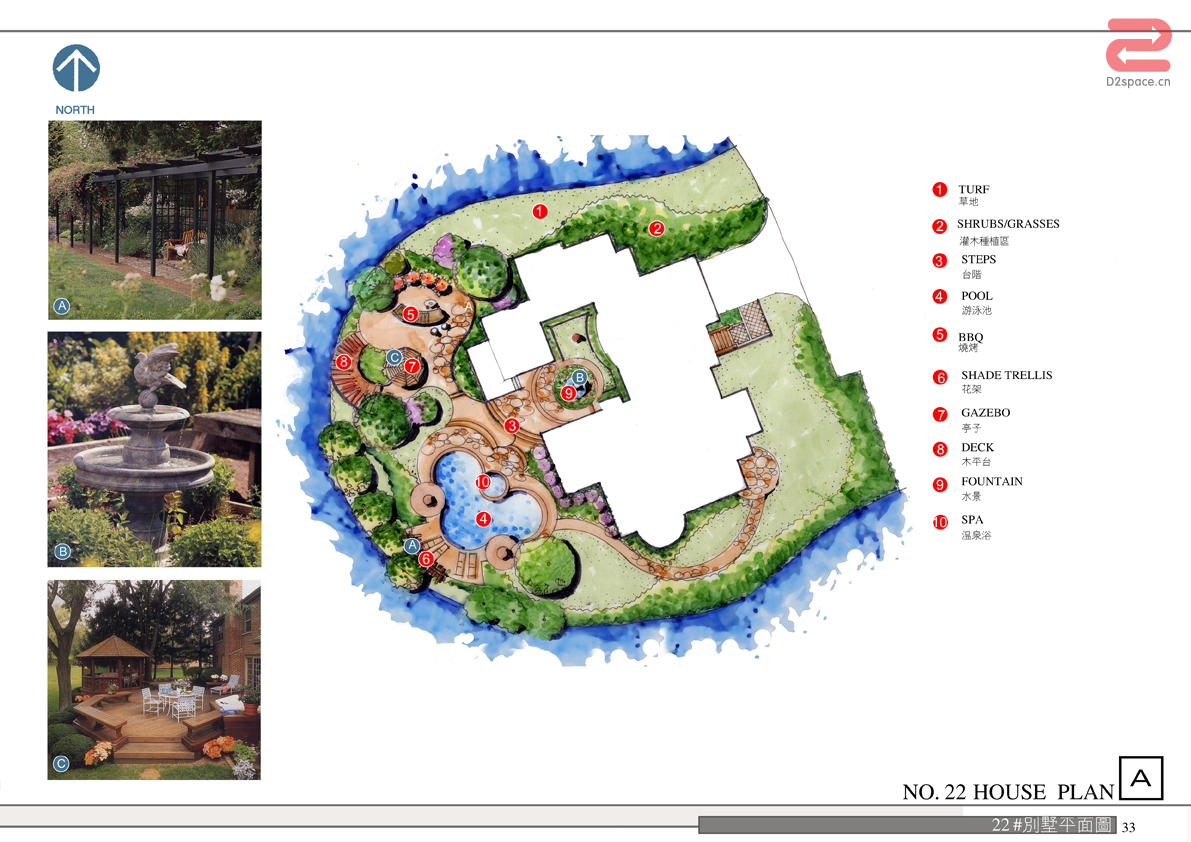 D2space.cn
NORTH
A
B
C
1
2
A
5
8
C
7
B
9
3
10
4
A
6
1 TURF
草地
2 SHRUBS/GRASSES
灌木種植區
3 STEPS
台階
4 POOL
游泳池
5 BBQ
燒烤
6 SHADE TRELLIS
花架
7 GAZEBO
亭子
8 DECK
木平台
9 FOUNTAIN
水景
10 SPA
溫泉浴
NO. 22 HOUSE PLAN A
22#別墅平面圖 33